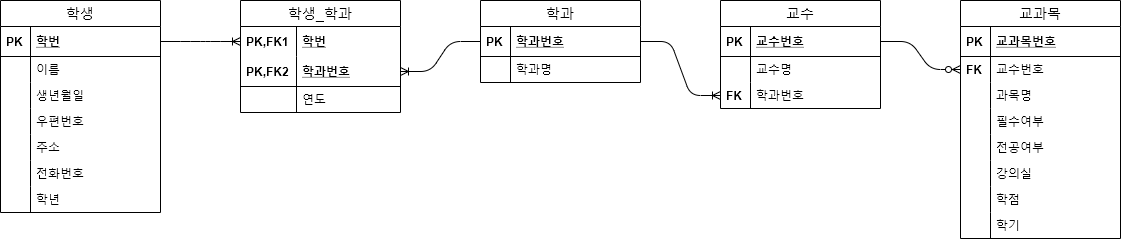 학생
PK 학번
이름
생년월일
우편번호
주소
전화번호
학년
학생_학과
PK,FK1 학번
PK,FK2 학과번호
연도
학과
PK 학과번호
학과명
교수
PK 교수번호
교수명
FK 학과번호
교과목
PK 교과목번호
FK 교수번호
과목명
필수여부
전공여부
강의실
학점
학기